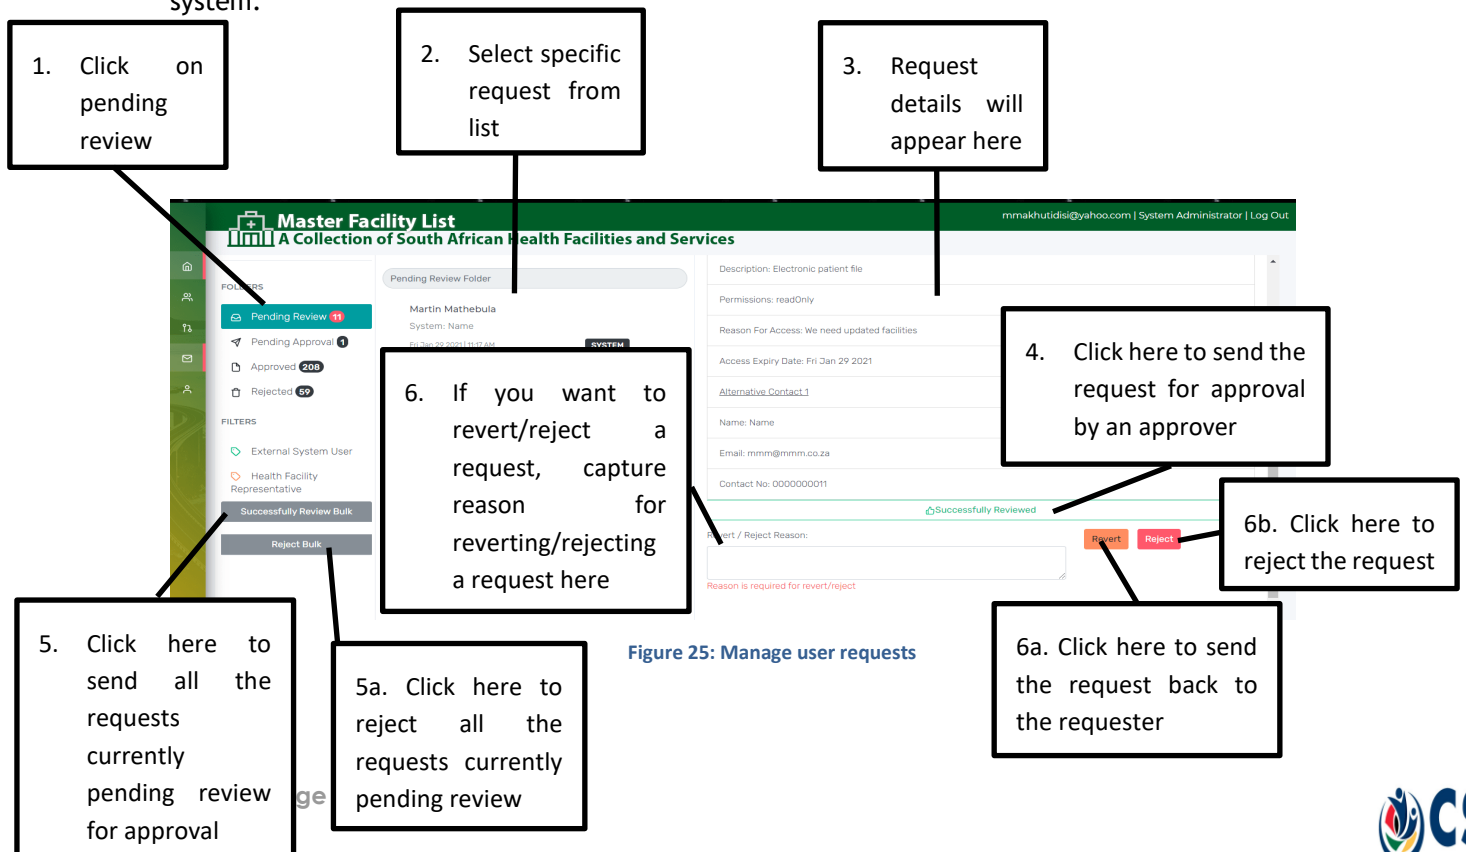 system.
1. Click on
pending
review
2. Select specific
request from
list
3. Request
details will
appear here
Master Facility List
A Collection of South African Health Facilities and Services
mmakhutidisi@yahoo.com | System Administrator | Log Out
FOLDERS
Pending Review 11
Pending Approval 1
Approved 208
Rejected 59
FILTERS
External System User
Health Facility
Representative
Successfully Review Bulk
Reject Bulk
Pending Review Folder
Martin Mathebula
System: Name
Fri Jan 29 2021 | 11:17 AM
SYSTEM
Description: Electronic patient file
Permissions: readOnly
Reason For Access: We need updated facilities
Access Expiry Date: Fri Jan 29 2021
Alternative Contact 1
Name: Name
Email: mmm@mmm.co.za
Contact No: 0000000011
Successfully Reviewed
Revert / Reject Reason:
Revert
Reject
Reason is required for revert/reject
4. Click here to send the
request for approval
by an approver
6. If you want to
revert/reject a
request, capture
reason for
reverting/rejecting
a request here
6b. Click here to
reject the request
5. Click here to
send all the
requests
currently
pending review
for approval
5a. Click here to
reject all the
requests currently
pending review
6a. Click here to send
the request back to
the requester
Figure 25: Manage user requests
ge
CS